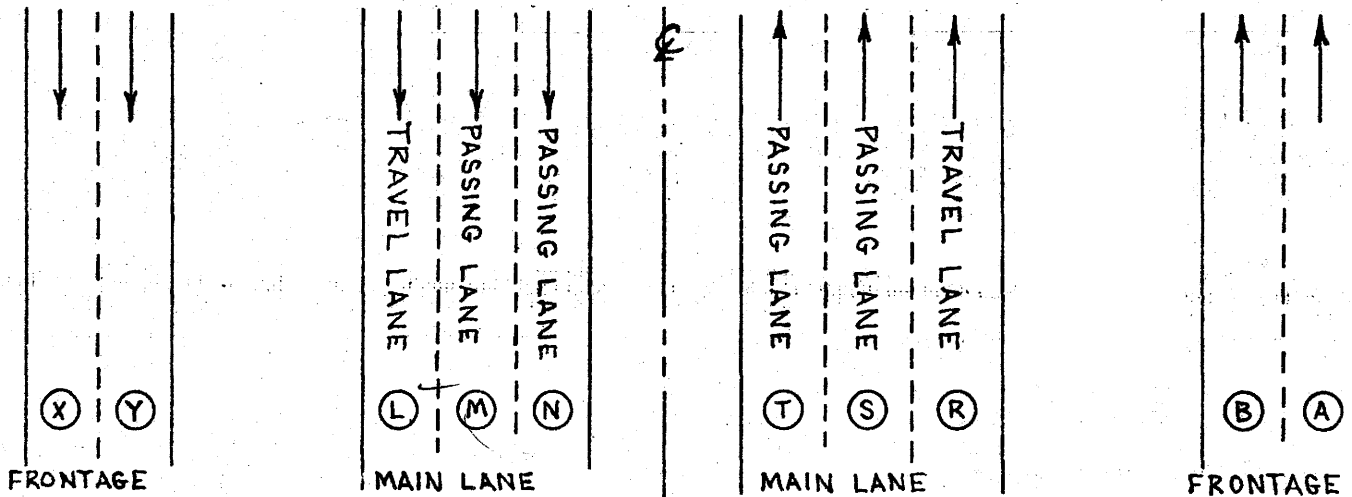 ℄
TRAVEL LANE
PASSING LANE
PASSING LANE
PASSING LANE
PASSING LANE
TRAVEL LANE
X
Y
L
M
N
T
S
R
B
A
FRONTAGE
MAIN LANE
MAIN LANE
FRONTAGE